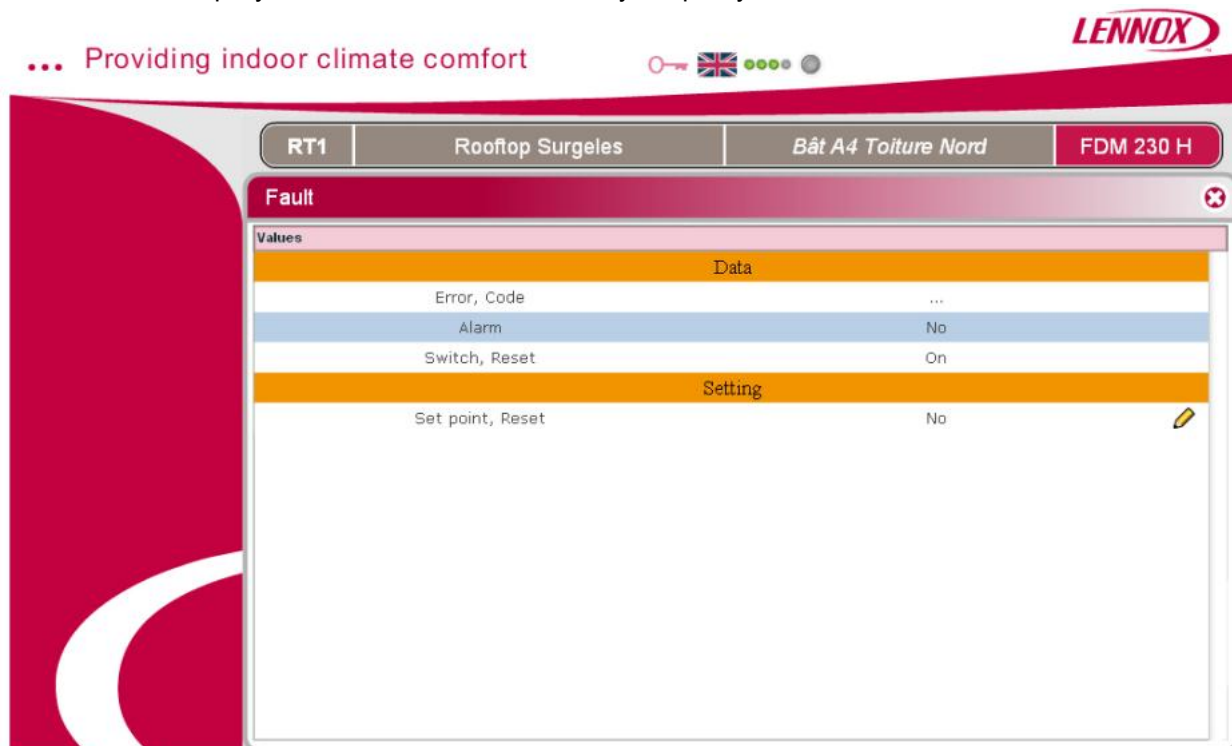 LENNOX
... Providing indoor climate comfort
RT1 Rooftop Surgeles Bât A4 Toiture Nord FDM 230 H
Fault
Values
Data
Error, Code ...
Alarm No
Switch, Reset On
Setting
Set point, Reset No